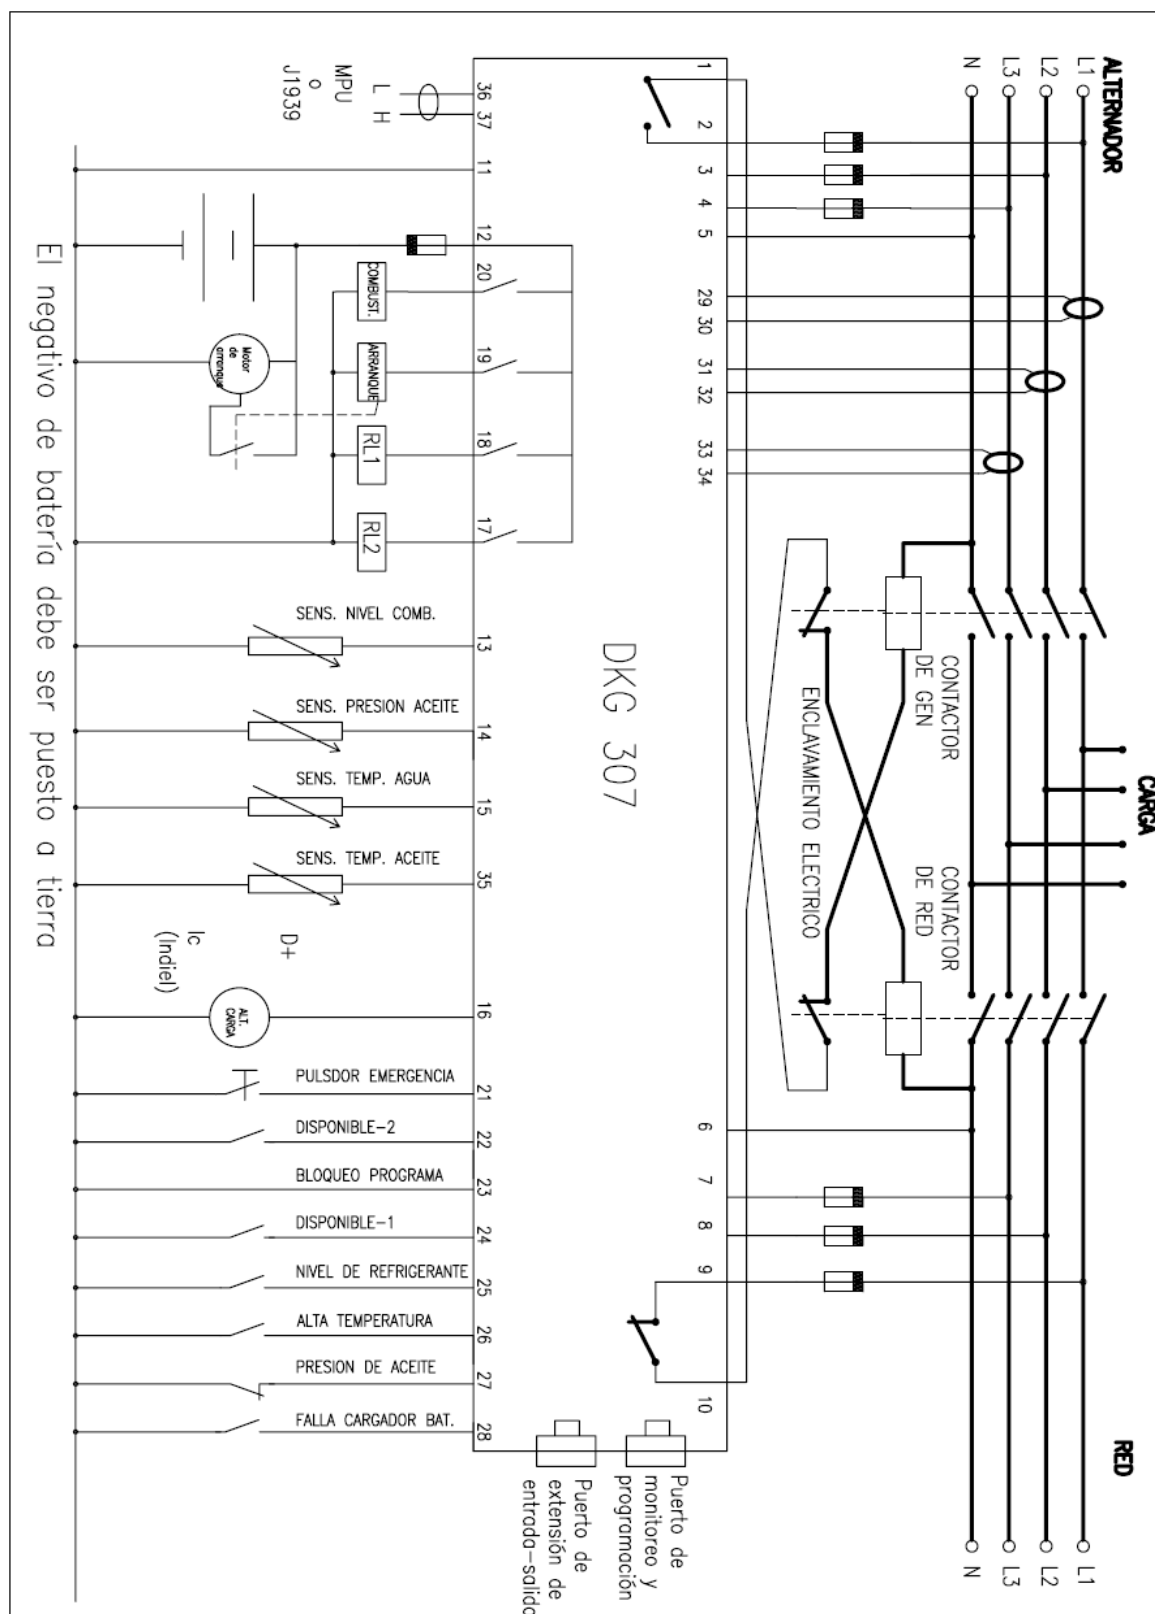 ALTERNADOR
L1
L2
L3
N
1
2
3
4
5
29
30
31
32
33
34
CONTACTOR
DE GEN
ENCLAVAMIENTO ELECTRICO
CONTACTOR
DE RED
CARGA
6
7
8
9
10
RED
L1
L2
L3
N
DKG 307
Puerto de
monitoreo y
programación
Puerto de
extensión de
entrada-salida
MPU
o
J1939
L
H
36
37
11
12
20
COMBUST.
19
ARRANQUE
Motor
de
arranque
18
RL1
17
RL2
SENS. NIVEL COMB.
13
SENS. PRESION ACEITE
14
SENS. TEMP. AGUA
15
SENS. TEMP. ACEITE
35
D+
Ic
(Indiel)
ALT.
CARGA
16
PULSDOR EMERGENCIA
21
DISPONIBLE-2
22
BLOQUEO PROGRAMA
23
DISPONIBLE-1
24
NIVEL DE REFRIGERANTE
25
ALTA TEMPERATURA
26
PRESION DE ACEITE
27
FALLA CARGADOR BAT.
28
El negativo de batería debe ser puesto a tierra